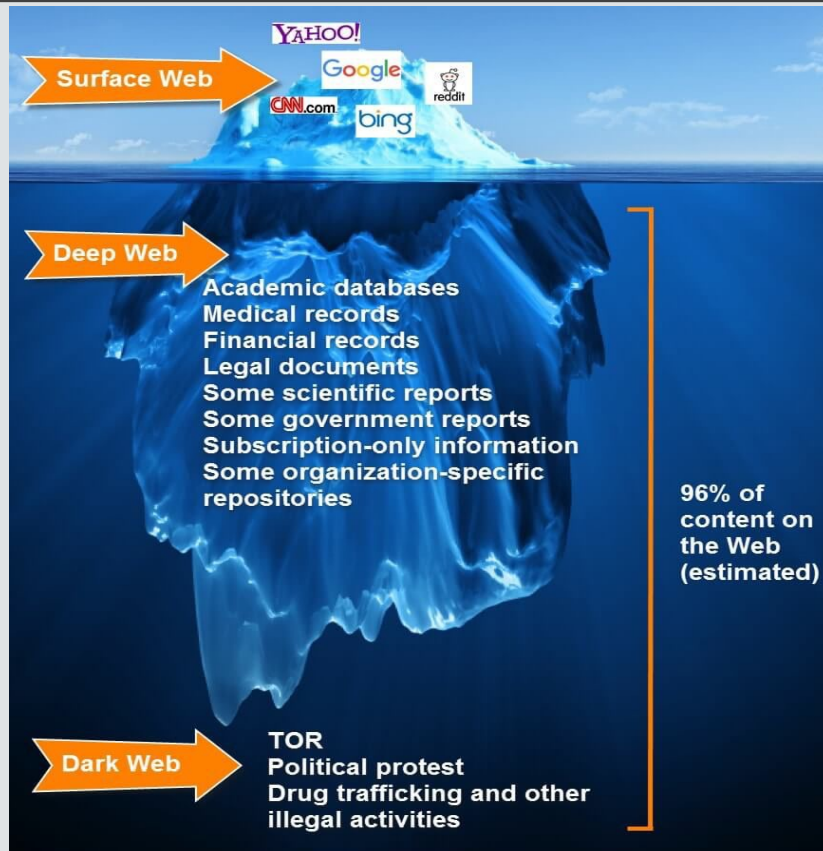 YAHOO!
Surface Web
Google
reddit
CNN.com
bing
Deep Web
Academic databases
Medical records
Financial records
Legal documents
Some scientific reports
Some government reports
Subscription-only information
Some organization-specific
repositories
96% of
content on
the Web
(estimated)
Dark Web
TOR
Political protest
Drug trafficking and other
illegal activities